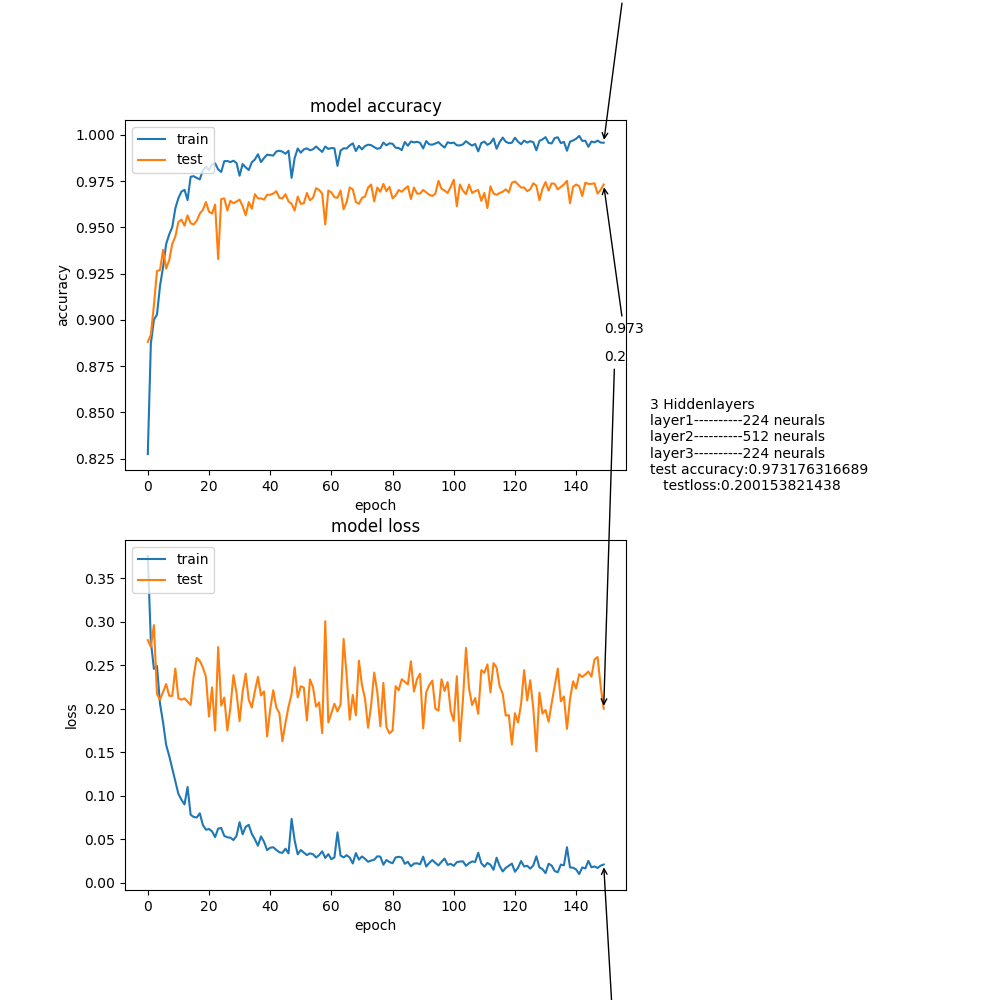 model accuracy
train
test
1.000
0.975
0.950
0.925
0.900
0.875
0.850
0.825
accuracy
0 20 40 60 80 100 120 140
epoch
0.973
0.2
3 Hiddenlayers
layer1----------224 neurals
layer2----------512 neurals
layer3----------224 neurals
test accuracy:0.973176316689
testloss:0.200153821438
model loss
train
test
0.35
0.30
0.25
0.20
0.15
0.10
0.05
0.00
loss
0 20 40 60 80 100 120 140
epoch